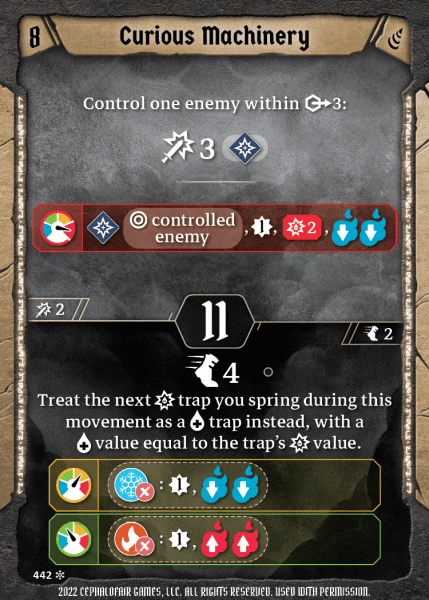 8 Curious Machinery
Control one enemy within 3:
3
controlled
enemy , 1 , 2 ,
2
11
2
4
Treat the next trap you spring during this
movement as a trap instead, with a
value equal to the trap's value.
: 1 ,
: 1 ,
442
2022 CEPHALOFAIR GAMES, LLC. ALL RIGHTS RESERVED. USED WITH PERMISSION.